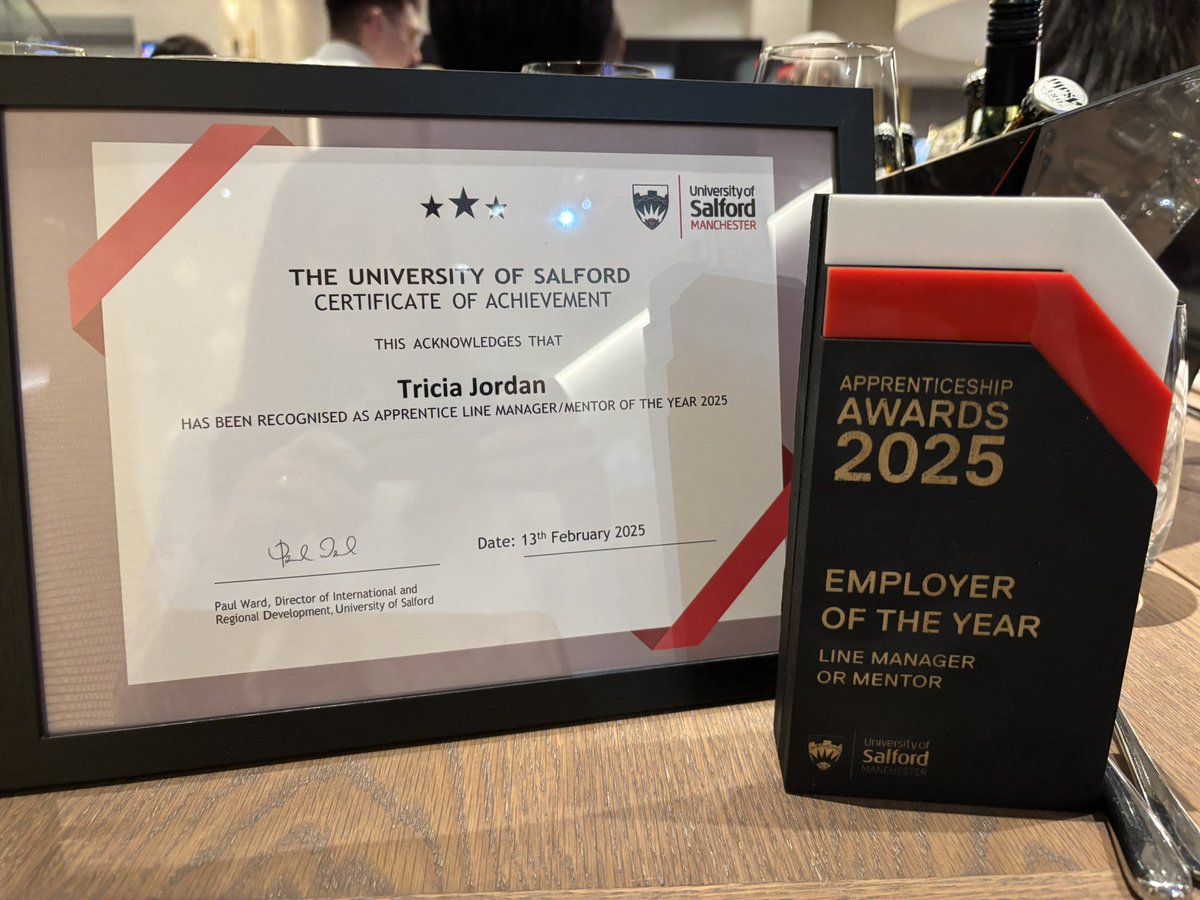 University of
Salford
MANCHESTER
THE UNIVERSITY OF SALFORD
CERTIFICATE OF ACHIEVEMENT
THIS ACKNOWLEDGES THAT
Tricia Jordan
HAS BEEN RECOGNISED AS APPRENTICE LINE MANAGER/MENTOR OF THE YEAR 2025
Date: 13th February 2025
Paul Ward, Director of International and
Regional Development, University of Salford
APPRENTICESHIP
AWARDS
2025
EMPLOYER
OF THE YEAR
LINE MANAGER
OR MENTOR
University of
Salford
MANCHESTER